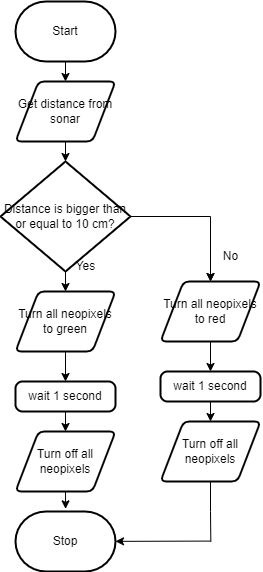 Start
Get distance from
sonar
Distance is bigger than
or equal to 10 cm?
Yes
No
Turn all neopixels
to green
Turn all neopixels
to red
wait 1 second
wait 1 second
Turn off all
neopixels
Turn off all
neopixels
Stop